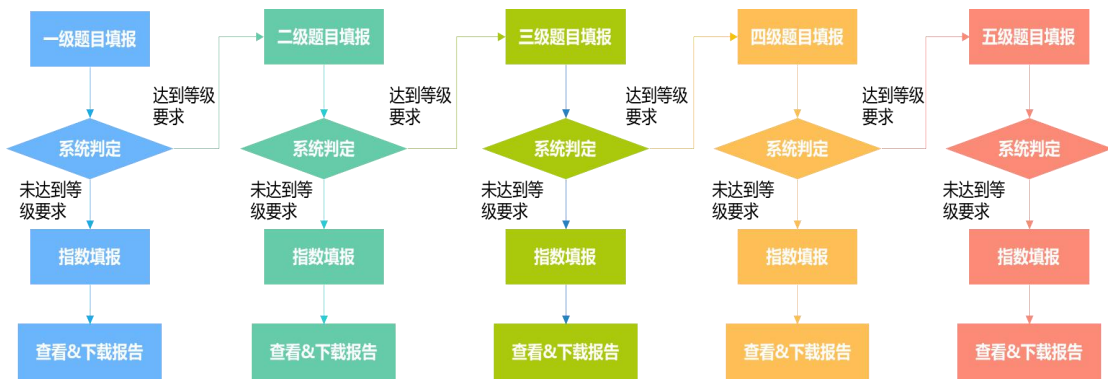 一级题目填报
二级题目填报
三级题目填报
四级题目填报
五级题目填报
达到等级
要求
达到等级
要求
达到等级
要求
达到等级
要求
系统判定
系统判定
系统判定
系统判定
系统判定
未达到等
级要求
未达到等
级要求
未达到等
级要求
未达到等
级要求
未达到等
级要求
指数填报
指数填报
指数填报
指数填报
指数填报
查看&下载报告
查看&下载报告
查看&下载报告
查看&下载报告
查看&下载报告